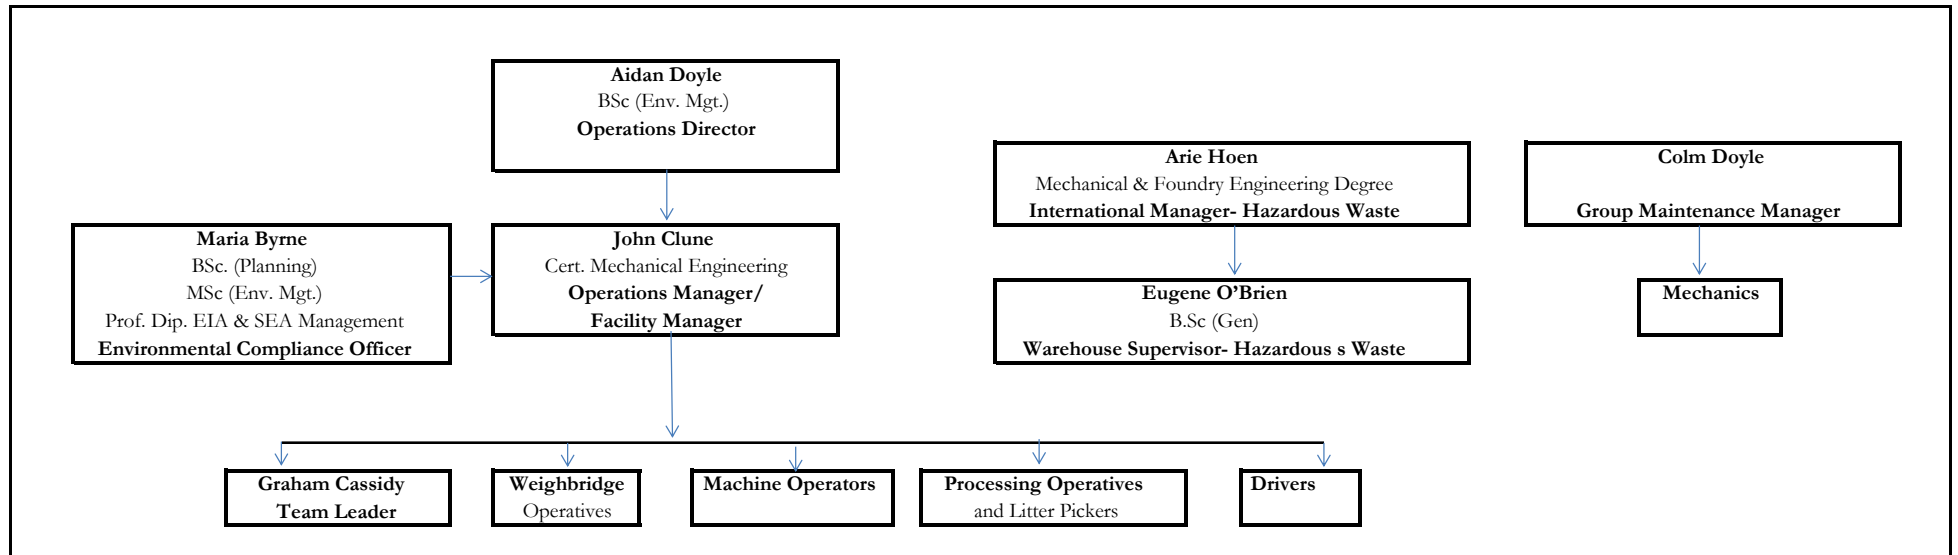 Aidan Doyle
BSc (Env. Mgt.)
Operations Director
Arie Hoen
Mechanical & Foundry Engineering Degree
International Manager- Hazardous Waste
Colm Doyle
Group Maintenance Manager
Maria Byrne
BSc. (Planning)
MSc (Env. Mgt.)
Prof. Dip. EIA & SEA Management
Environmental Compliance Officer
John Clune
Cert. Mechanical Engineering
Operations Manager/
Facility Manager
Eugene O’Brien
B.Sc (Gen)
Warehouse Supervisor- Hazardous s Waste
Mechanics
Graham Cassidy
Team Leader
Weighbridge
Operatives
Machine Operators
Processing Operatives
and Litter Pickers
Drivers